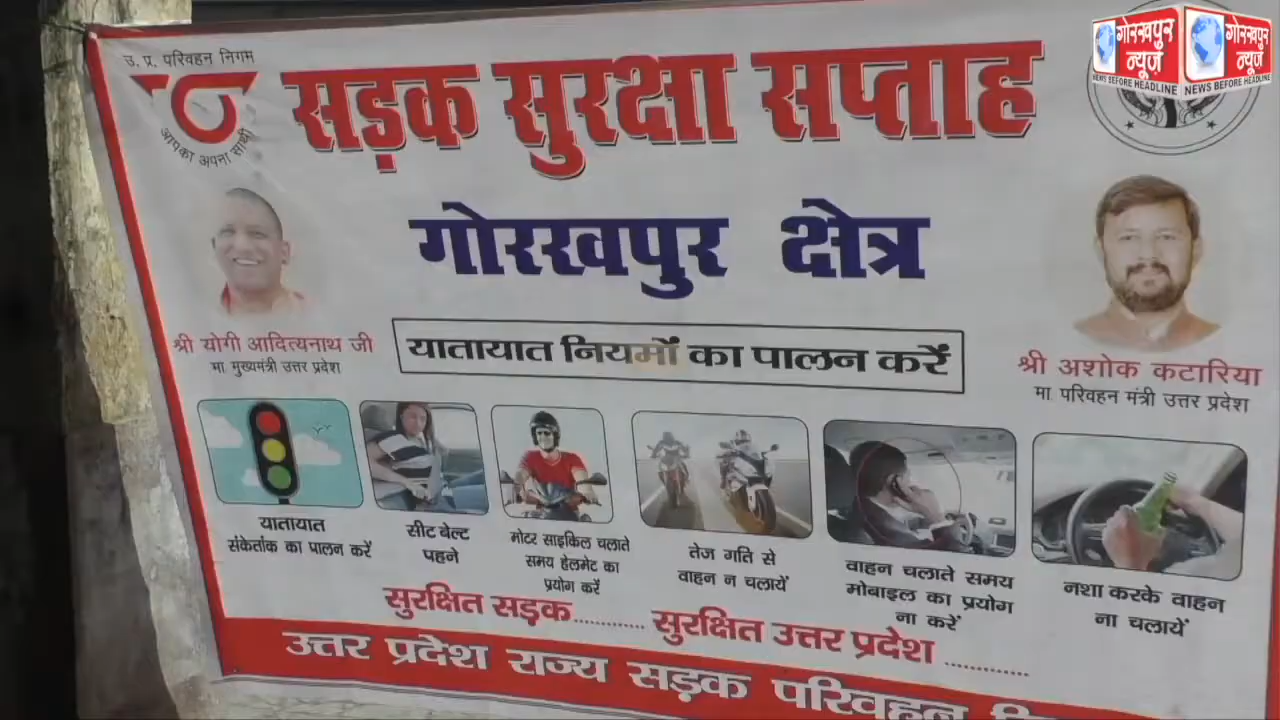 उ. प्र. परिवहन निगम
आपका अपना साथी
सड़क सुरक्षा सप्ताह
गोरखपुर न्यूज़
NEWS BEFORE HEADLINE
गोरखपुर न्यूज़
NEWS BEFORE HEADLINE
गोरखपुर क्षेत्र
श्री योगी आदित्यनाथ जी
मा. मुख्यमंत्री उत्तर प्रदेश
यातायात नियमों का पालन करें
श्री अशोक कटारिया
मा. परिवहन मंत्री उत्तर प्रदेश
यातायात
संकेतांक का पालन करें
सीट बेल्ट
पहने
मोटर साइकिल चलाते
समय हेलमेट का
प्रयोग करें
तेज गति से
वाहन न चलायें
वाहन चलाते समय
मोबाइल का प्रयोग
ना करें
नशा करके वाहन
ना चलायें
सुरक्षित सड़क............ सुरक्षित उत्तर प्रदेश ..............
उत्तर प्रदेश राज्य सड़क परिवहन